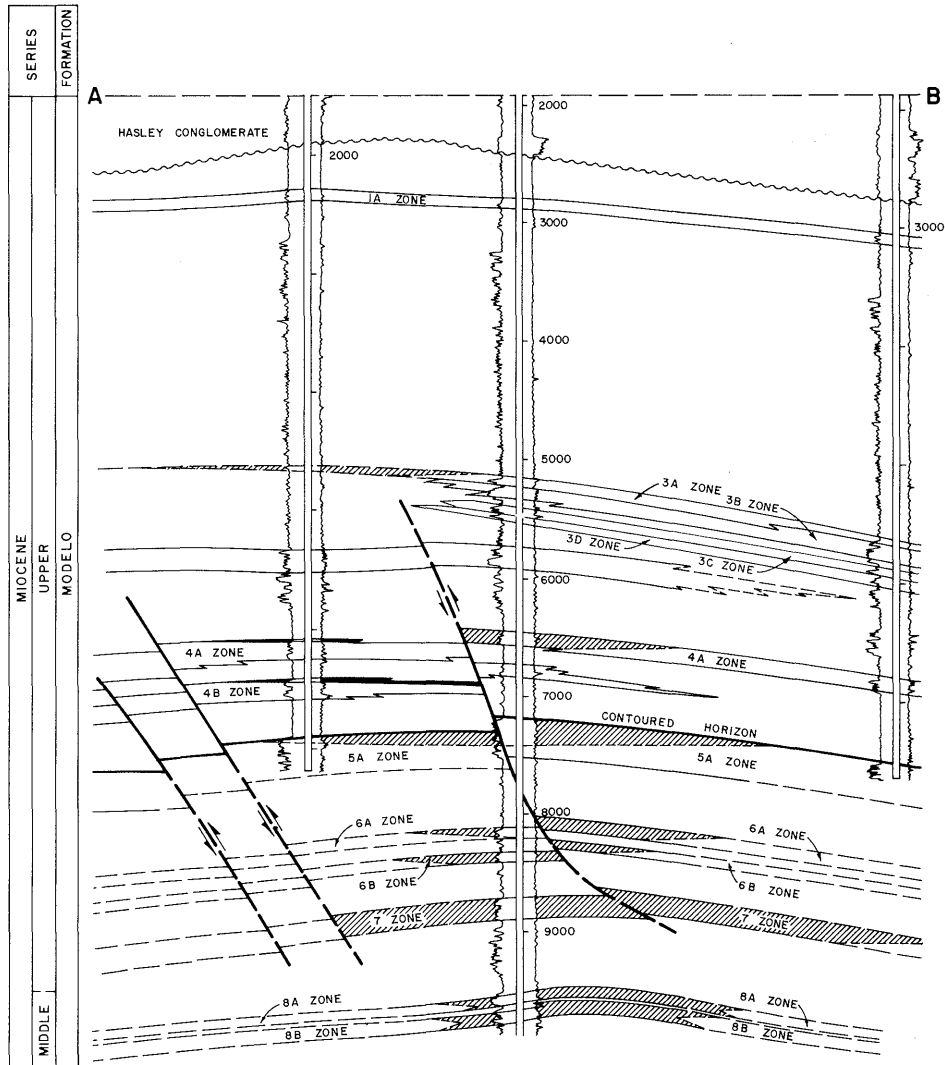 SERIES
FORMATION
MIOCENE
UPPER
MODELO
MIDDLE
A
B
HASLEY CONGLOMERATE
2000
2000
1A ZONE
3000
3000
4000
5000
3A ZONE
3B ZONE
3D ZONE
3C ZONE
6000
4A ZONE
4A ZONE
4B ZONE
7000
CONTOURED HORIZON
5A ZONE
5A ZONE
8000
6A ZONE
6A ZONE
6B ZONE
6B ZONE
7 ZONE
7 ZONE
9000
8A ZONE
8A ZONE
8B ZONE
8B ZONE